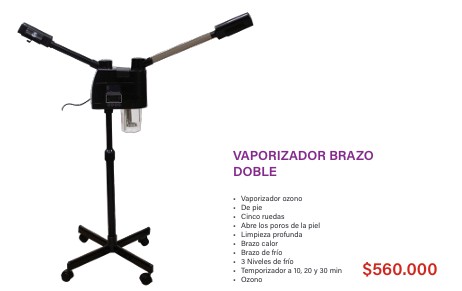 VAPORIZADOR BRAZO
DOBLE
• Vaporizador ozono
• De pie
• Cinco ruedas
• Abre los poros de la piel
• Limpieza profunda
• Brazo calor
• Brazo de frío
• 3 Niveles de frío
• Temporizador a 10, 20 y 30 min
• Ozono
$560.000